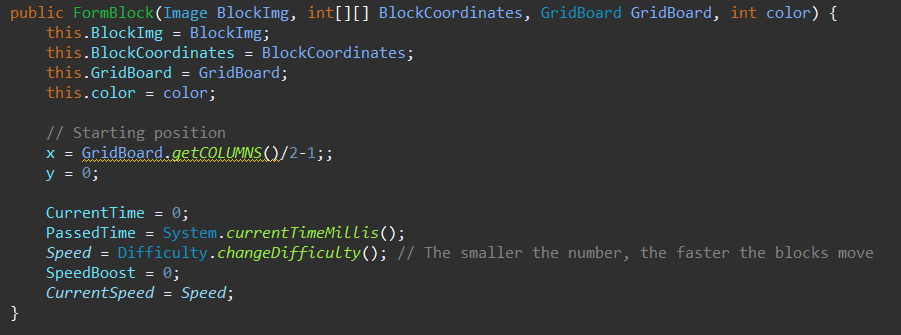 public FormBlock(Image BlockImg, int[][] BlockCoordinates, GridBoard GridBoard, int color) {
    this.BlockImg = BlockImg;
    this.BlockCoordinates = BlockCoordinates;
    this.GridBoard = GridBoard;
    this.color = color;

    // Starting position
    x = GridBoard.getCOLUMNS()/2-1;;
    y = 0;

    CurrentTime = 0;
    PassedTime = System.currentTimeMillis();
    Speed = Difficulty.changeDifficulty(); // The smaller the number, the faster the blocks move
    SpeedBoost = 0;
    CurrentSpeed = Speed;
}